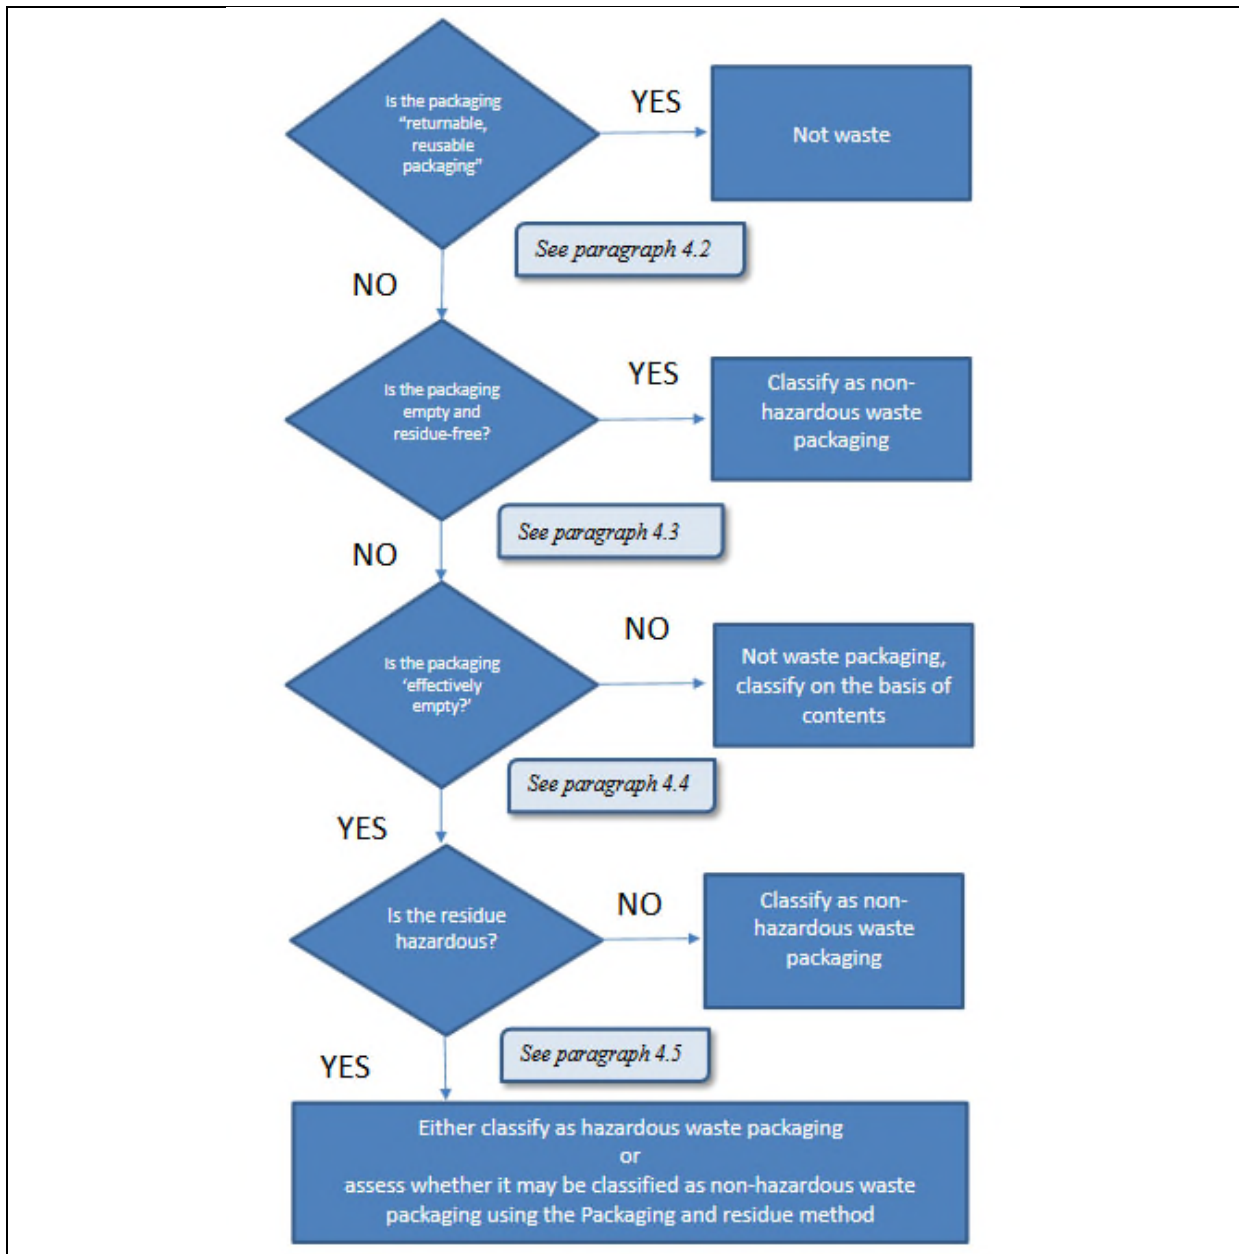 Is the packaging
“returnable,
reusable
packaging”
YES
Not waste
See paragraph 4.2
NO
Is the packaging
empty and
residue-free?
YES
Classify as non-
hazardous waste
packaging
See paragraph 4.3
NO
Is the packaging
‘effectively
empty?’
NO
Not waste packaging,
classify on the basis of
contents
See paragraph 4.4
YES
Is the residue
hazardous?
NO
Classify as non-
hazardous waste
packaging
See paragraph 4.5
YES
Either classify as hazardous waste packaging
or
assess whether it may be classified as non-hazardous waste
packaging using the Packaging and residue method